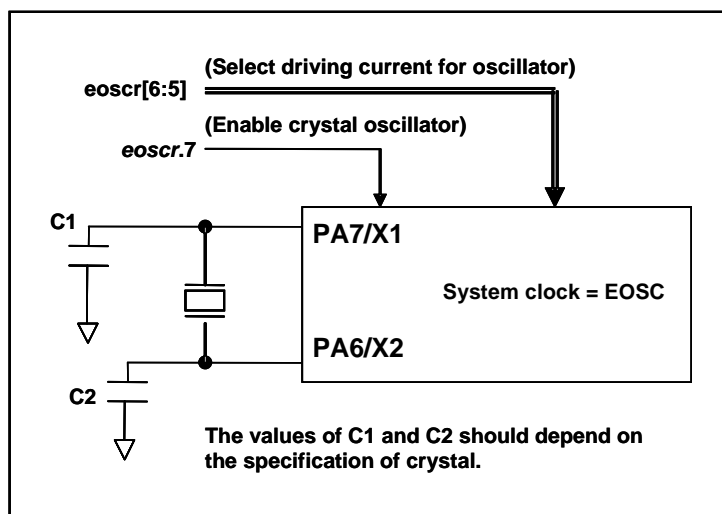 (Select driving current for oscillator)
eoscr[6:5]
(Enable crystal oscillator)
eoscr.7
C1
PA7/X1
System clock = EOSC
PA6/X2
C2
The values of C1 and C2 should depend on
the specification of crystal.